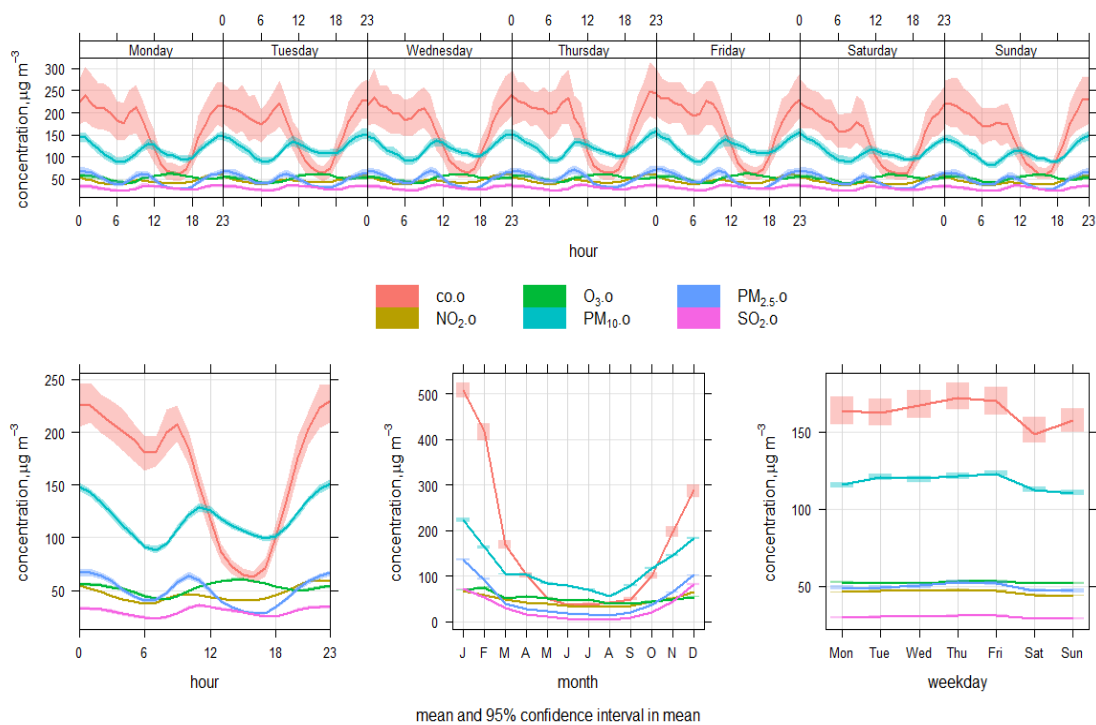 0 6 12 18 23 0 6 12 18 23 0 6 12 18 23
Monday Tuesday Wednesday Thursday Friday Saturday Sunday
concentration,µg m⁻³
300
250
200
150
100
50
0 6 12 18 23 0 6 12 18 23 0 6 12 18 23 0 6 12 18 23
hour
co.o O₃.o PM₂.₅.o
NO₂.o PM₁₀.o SO₂.o
concentration,µg m⁻³
250
200
150
100
50
0 6 12 18 23
hour
concentration,µg m⁻³
500
400
300
200
100
0
J F M A M J J A S O N D
month
concentration,µg m⁻³
150
100
50
Mon Tue Wed Thu Fri Sat Sun
weekday
mean and 95% confidence interval in mean